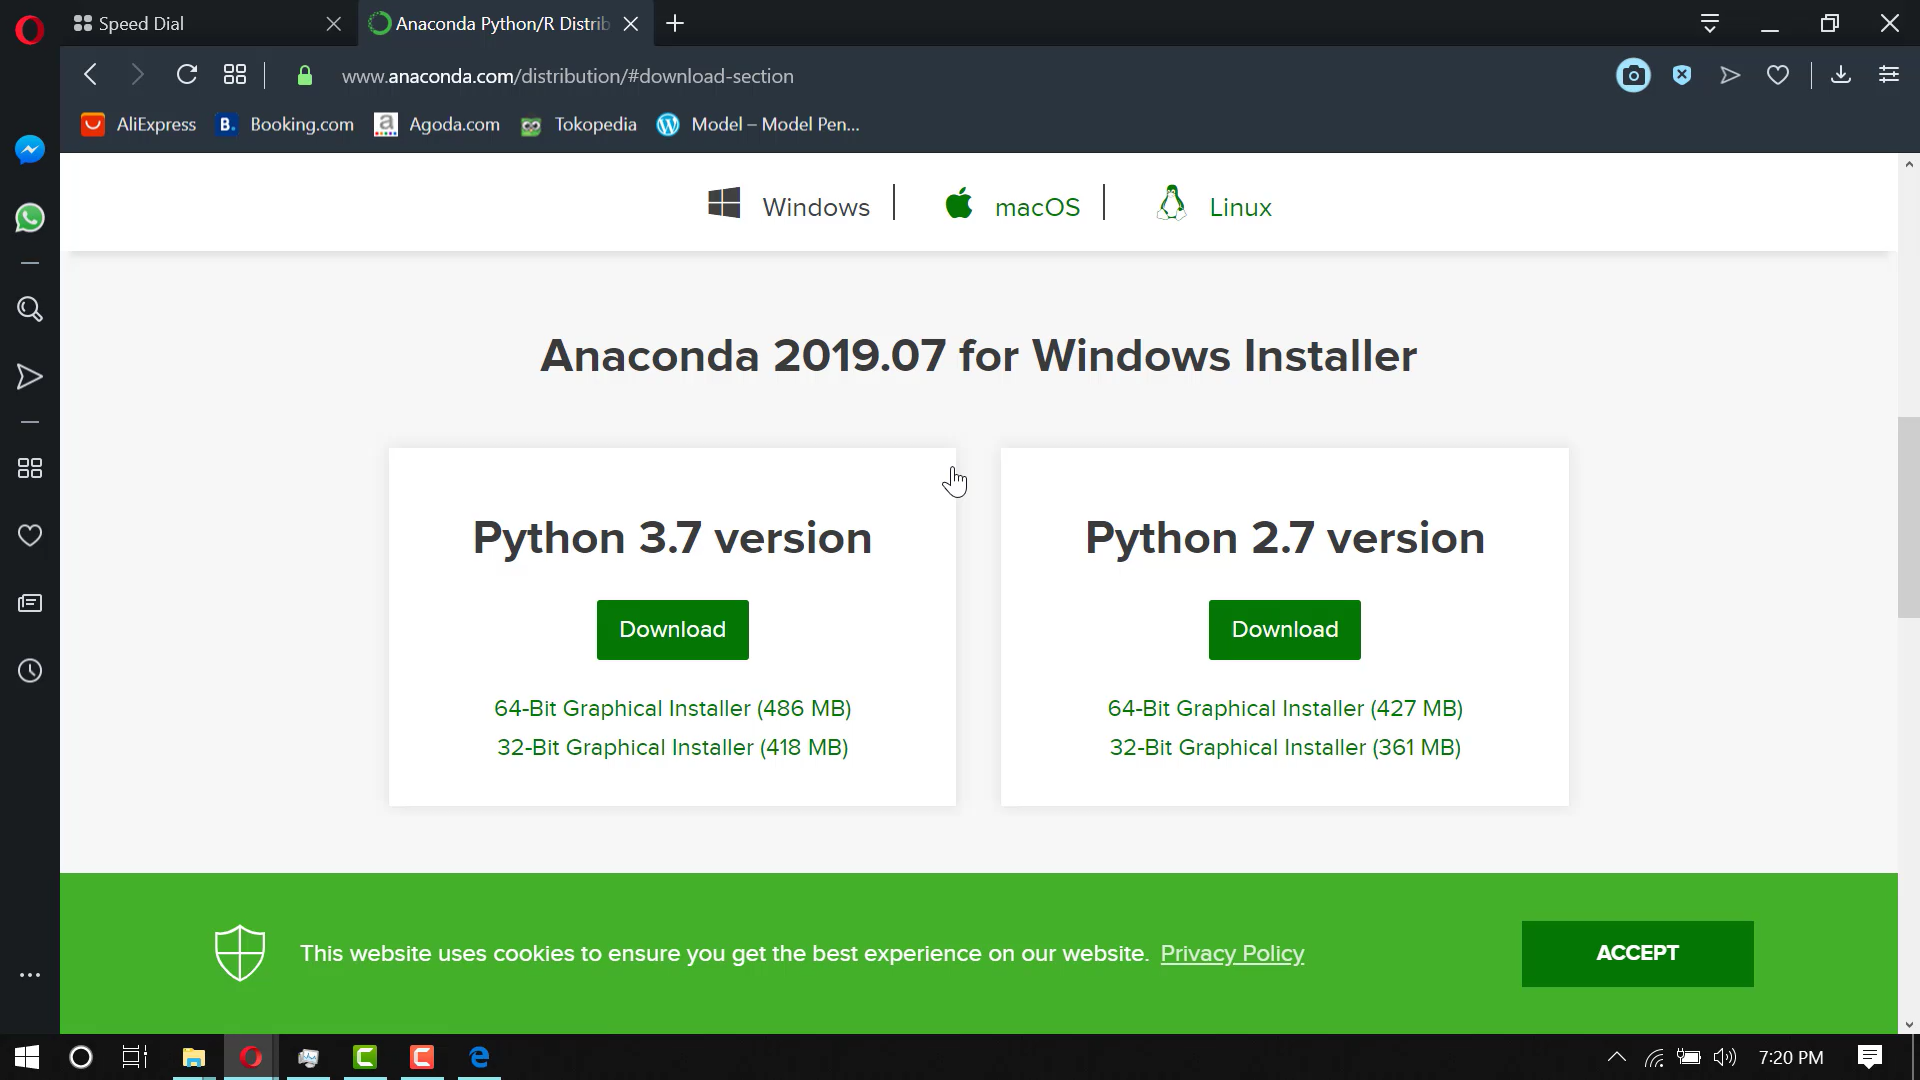 Speed Dial
Anaconda Python/R Distrib
www.anaconda.com/distribution/#download-section
AliExpress B. Booking.com a Agoda.com Tokopedia Model – Model Pen...
Windows macOS Linux
Anaconda 2019.07 for Windows Installer
Python 3.7 version
Download
64-Bit Graphical Installer (486 MB)
32-Bit Graphical Installer (418 MB)
Python 2.7 version
Download
64-Bit Graphical Installer (427 MB)
32-Bit Graphical Installer (361 MB)
This website uses cookies to ensure you get the best experience on our website. Privacy Policy
ACCEPT
7:20 PM